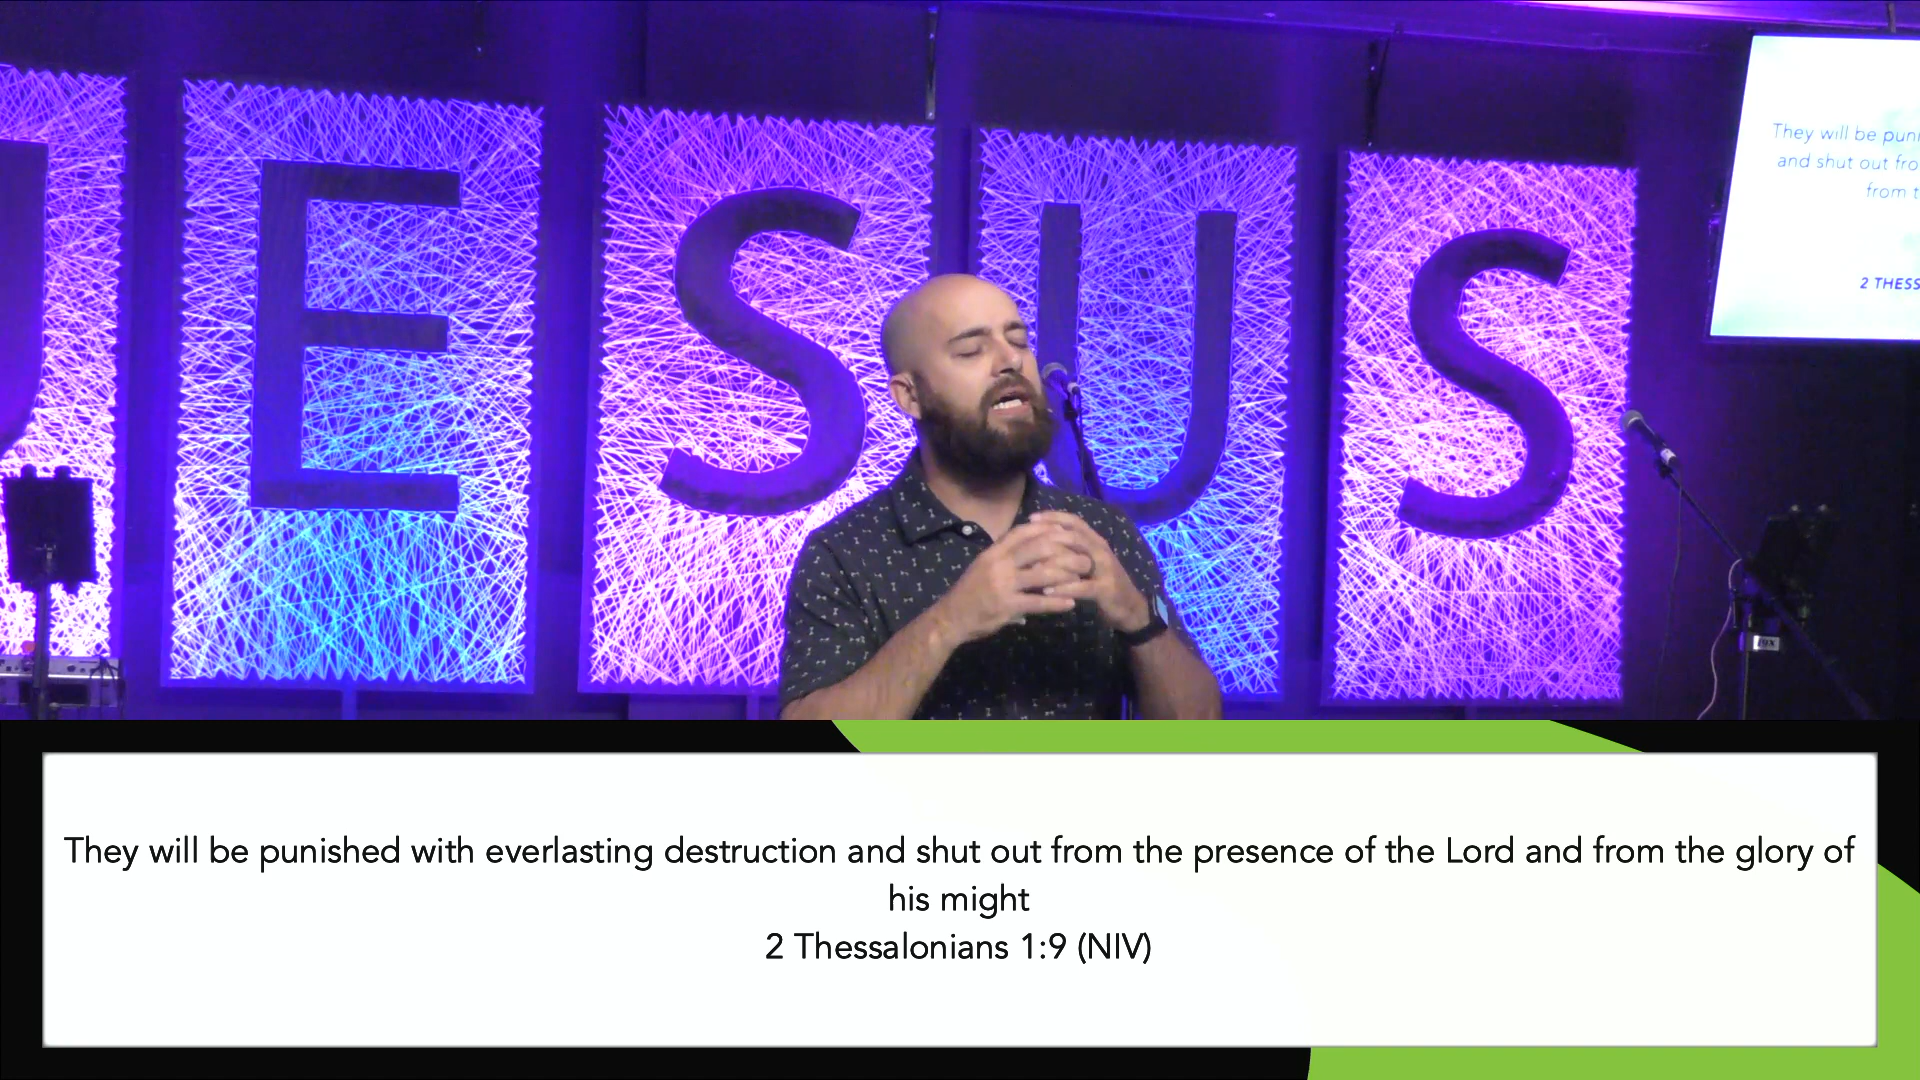 JESUS
They will be
and shut out
from
2 THESS
They will be punished with everlasting destruction and shut out from the presence of the Lord and from the glory of
his might
2 Thessalonians 1:9 (NIV)